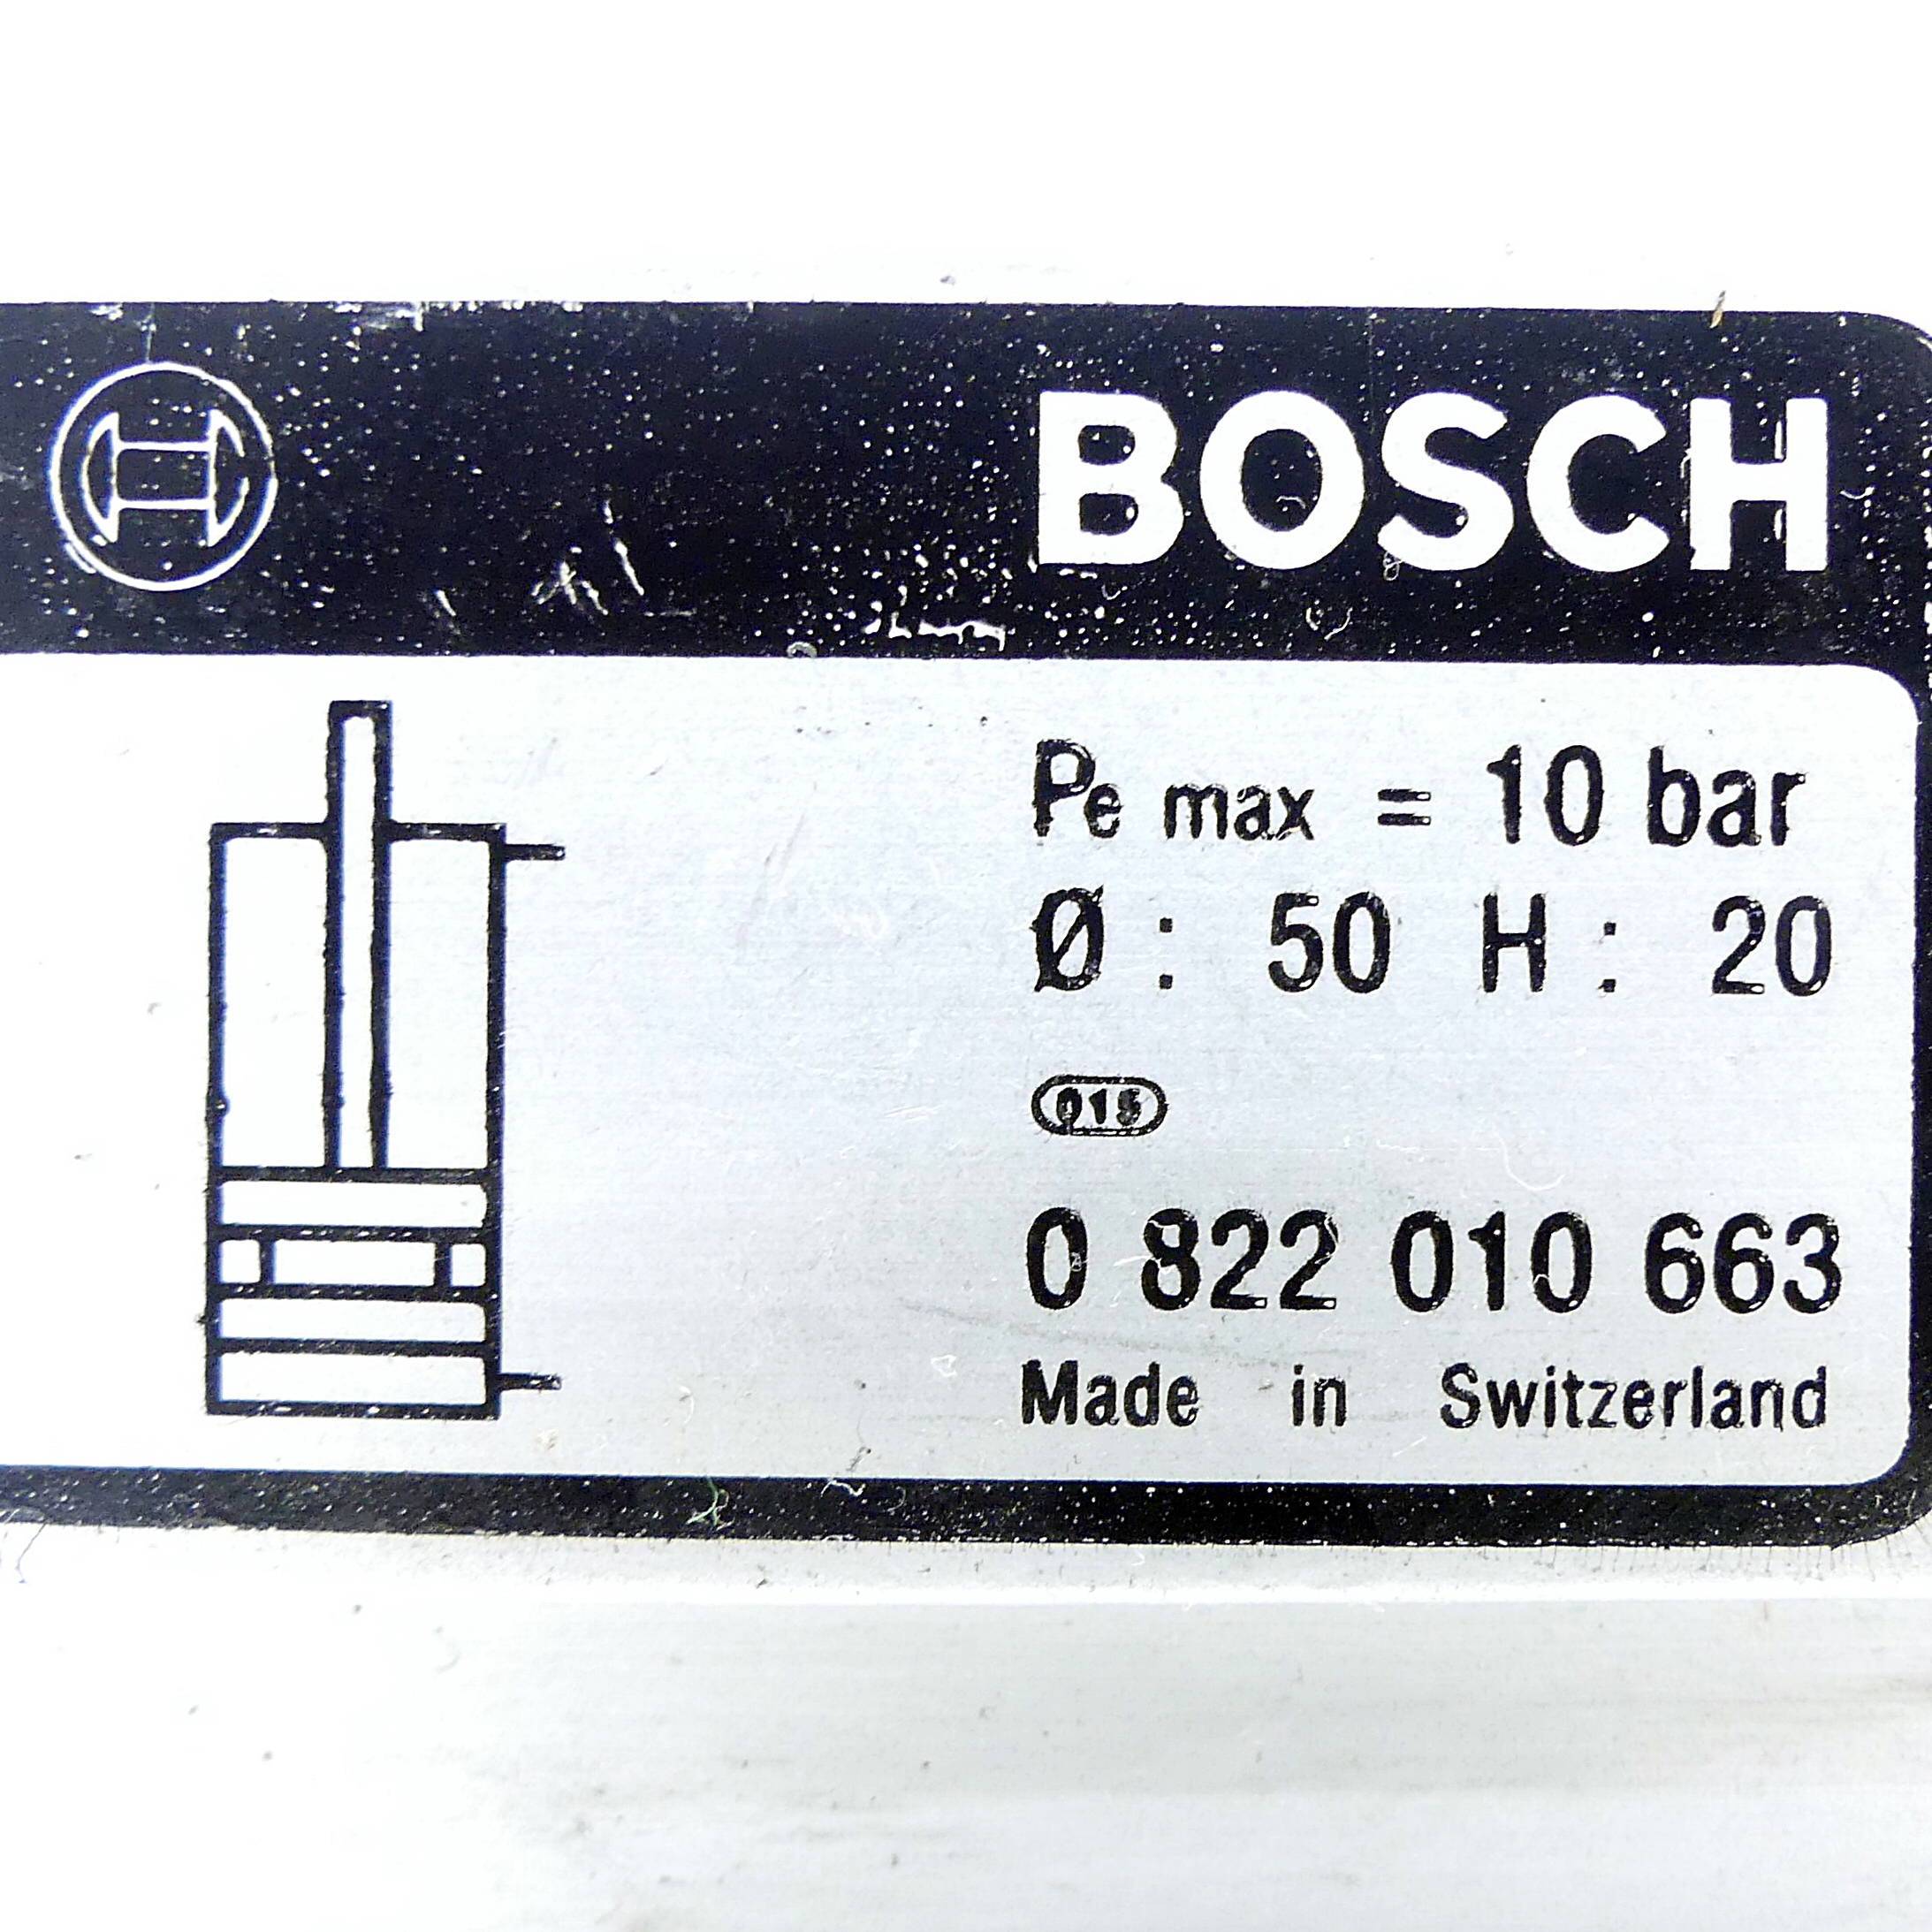 BOSCH
Pe max = 10 bar
Ø : 50 H : 20
015
0 822 010 663
Made in Switzerland